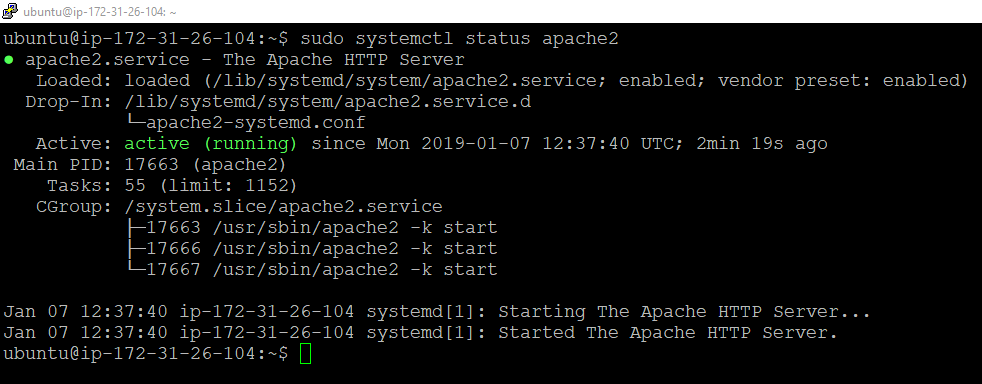 ubuntu@ip-172-31-26-104: ~
ubuntu@ip-172-31-26-104:~$ sudo systemctl status apache2
● apache2.service - The Apache HTTP Server
   Loaded: loaded (/lib/systemd/system/apache2.service; enabled; vendor preset: enabled)
  Drop-In: /lib/systemd/system/apache2.service.d
           └─apache2-systemd.conf
   Active: active (running) since Mon 2019-01-07 12:37:40 UTC; 2min 19s ago
 Main PID: 17663 (apache2)
    Tasks: 55 (limit: 1152)
   CGroup: /system.slice/apache2.service
           ├─17663 /usr/sbin/apache2 -k start
           ├─17666 /usr/sbin/apache2 -k start
           └─17667 /usr/sbin/apache2 -k start
Jan 07 12:37:40 ip-172-31-26-104 systemd[1]: Starting The Apache HTTP Server...
Jan 07 12:37:40 ip-172-31-26-104 systemd[1]: Started The Apache HTTP Server.
ubuntu@ip-172-31-26-104:~$